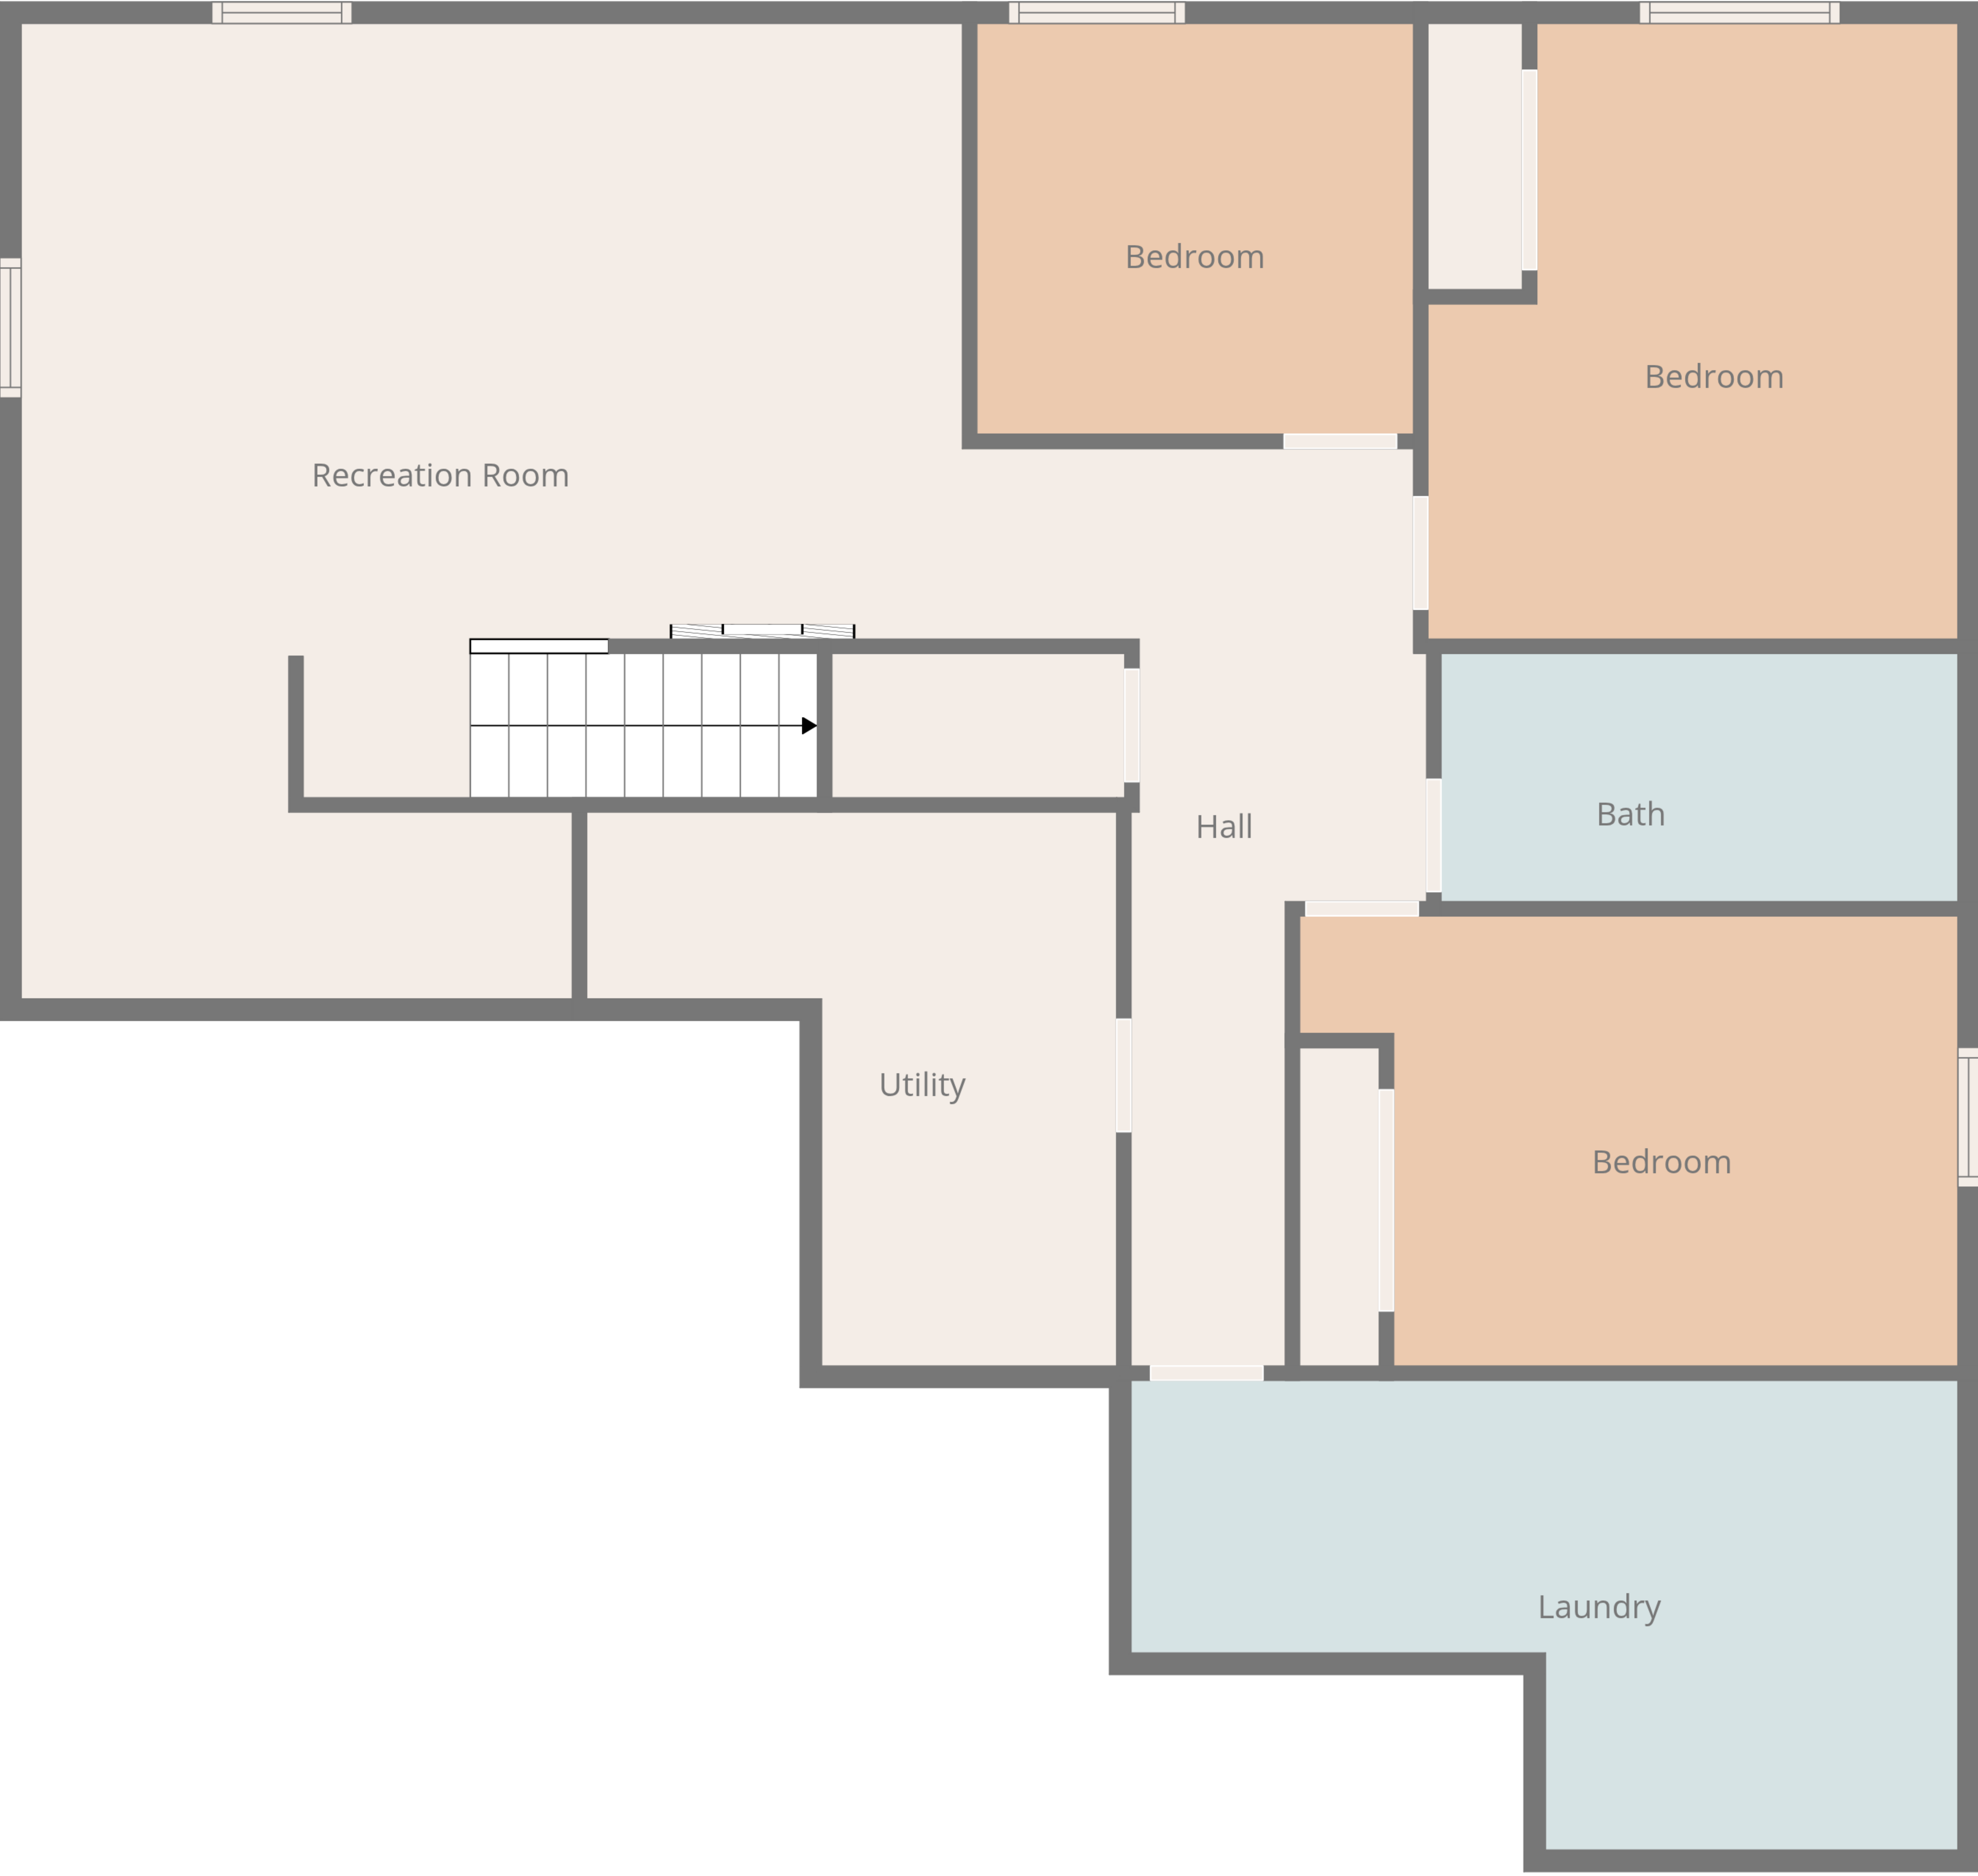 Bedroom
Bedroom
Recreation Room
Bath
Hall
Utility
Bedroom
Laundry